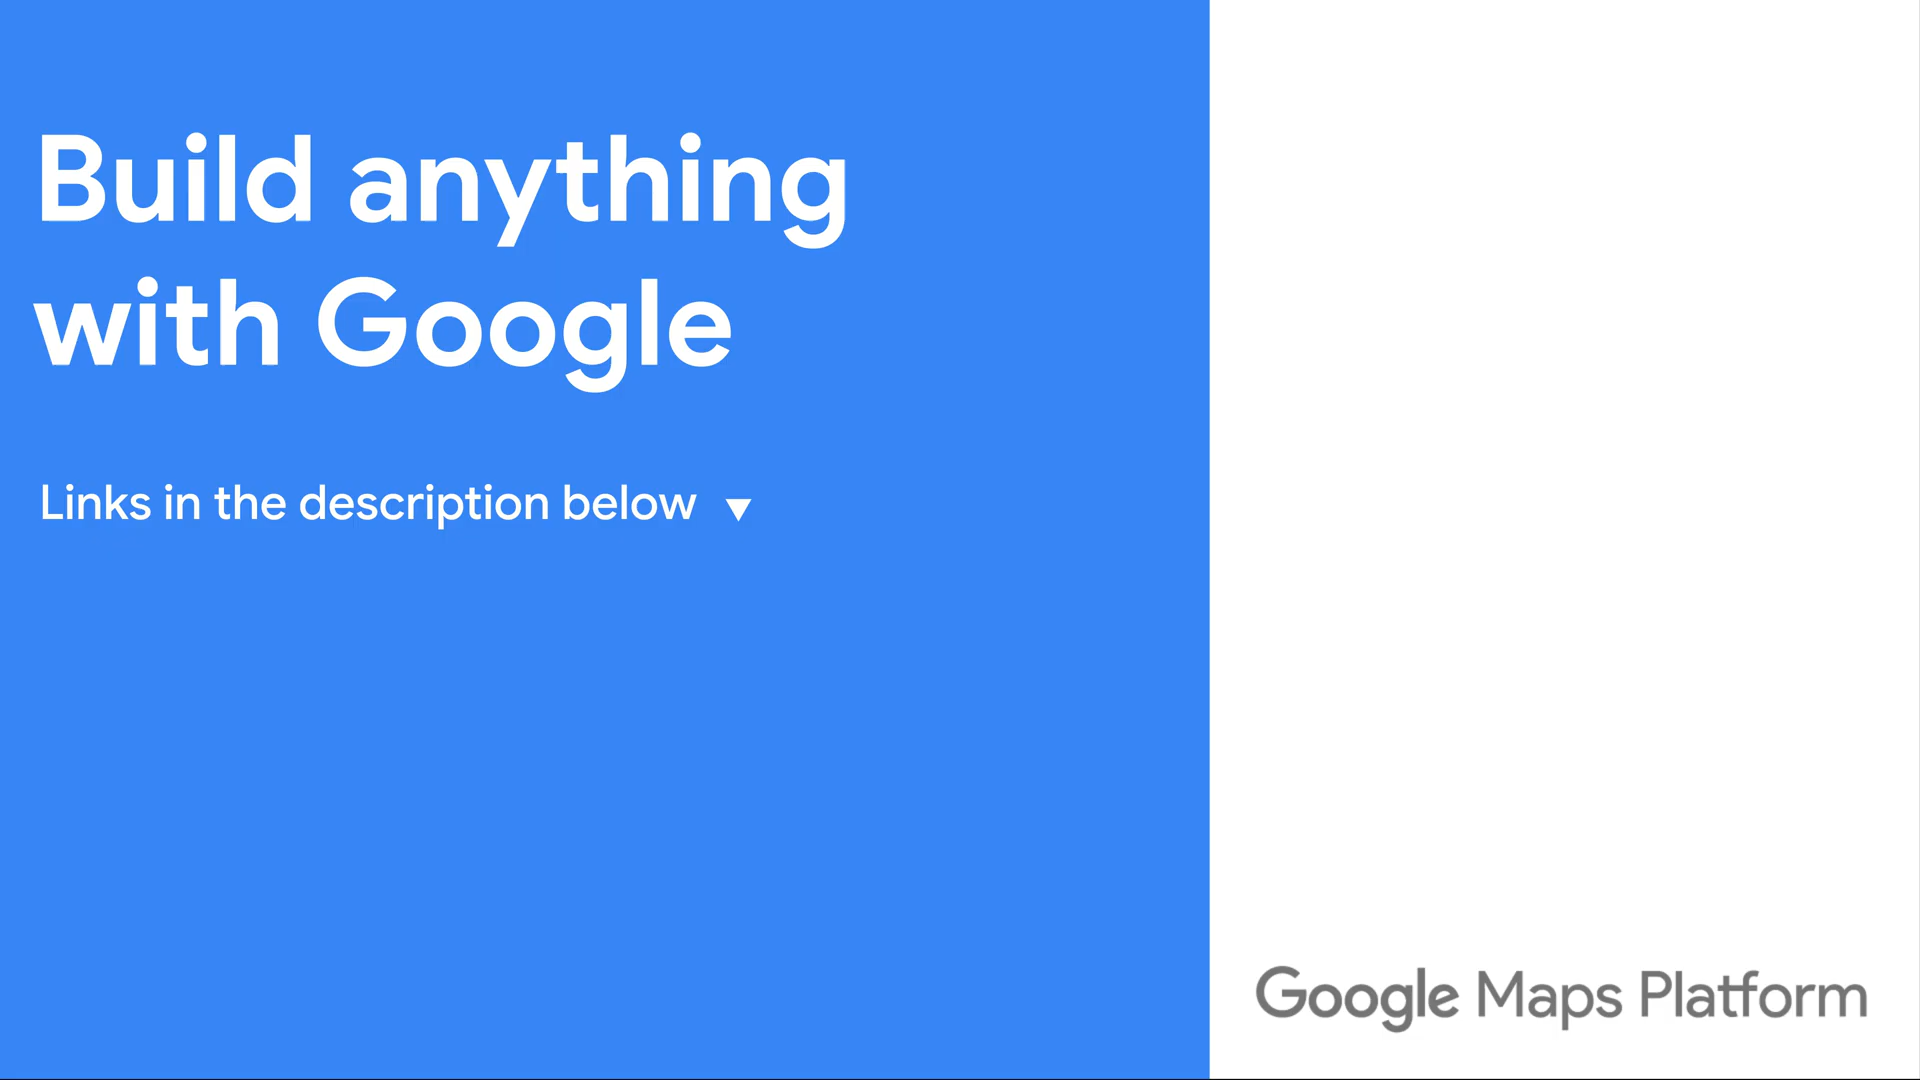 Build anything
with Google
Links in the description below
Google Maps Platform